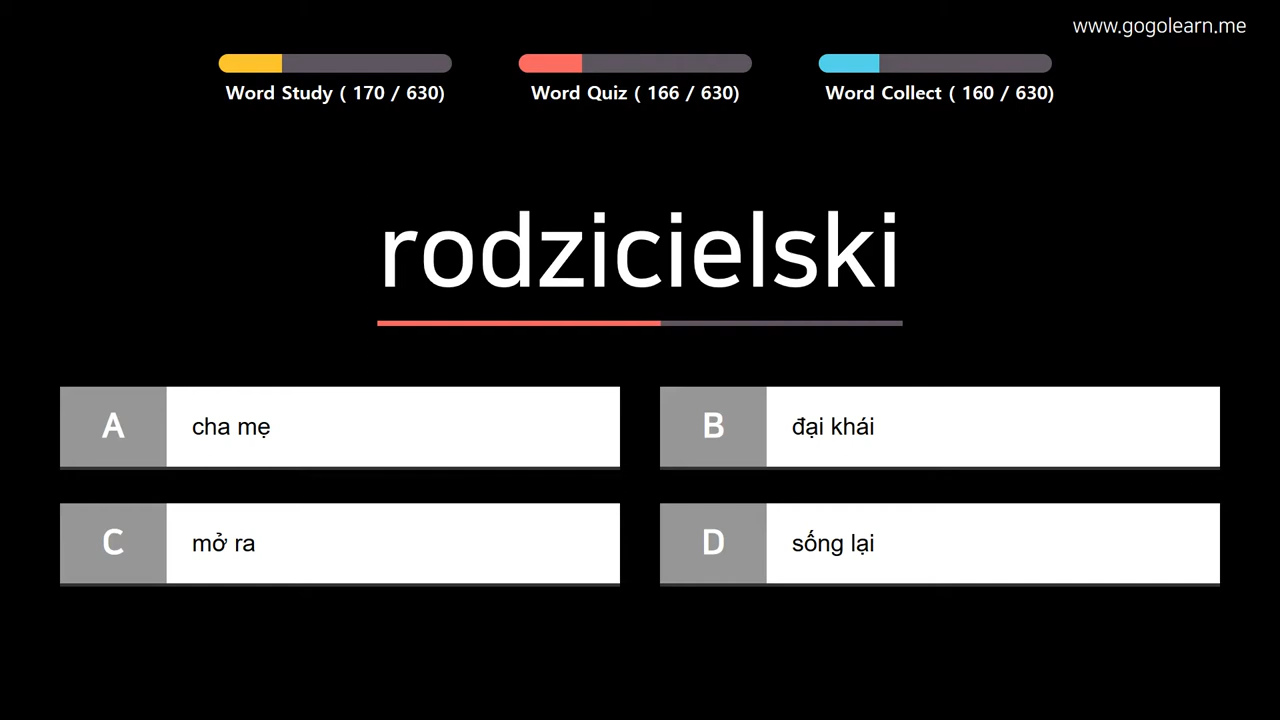 www.gogolearn.me
Word Study ( 170 / 630)
Word Quiz ( 166 / 630)
Word Collect ( 160 / 630)
rodzicielski
A cha mẹ
B đại khái
C mở ra
D sống lại